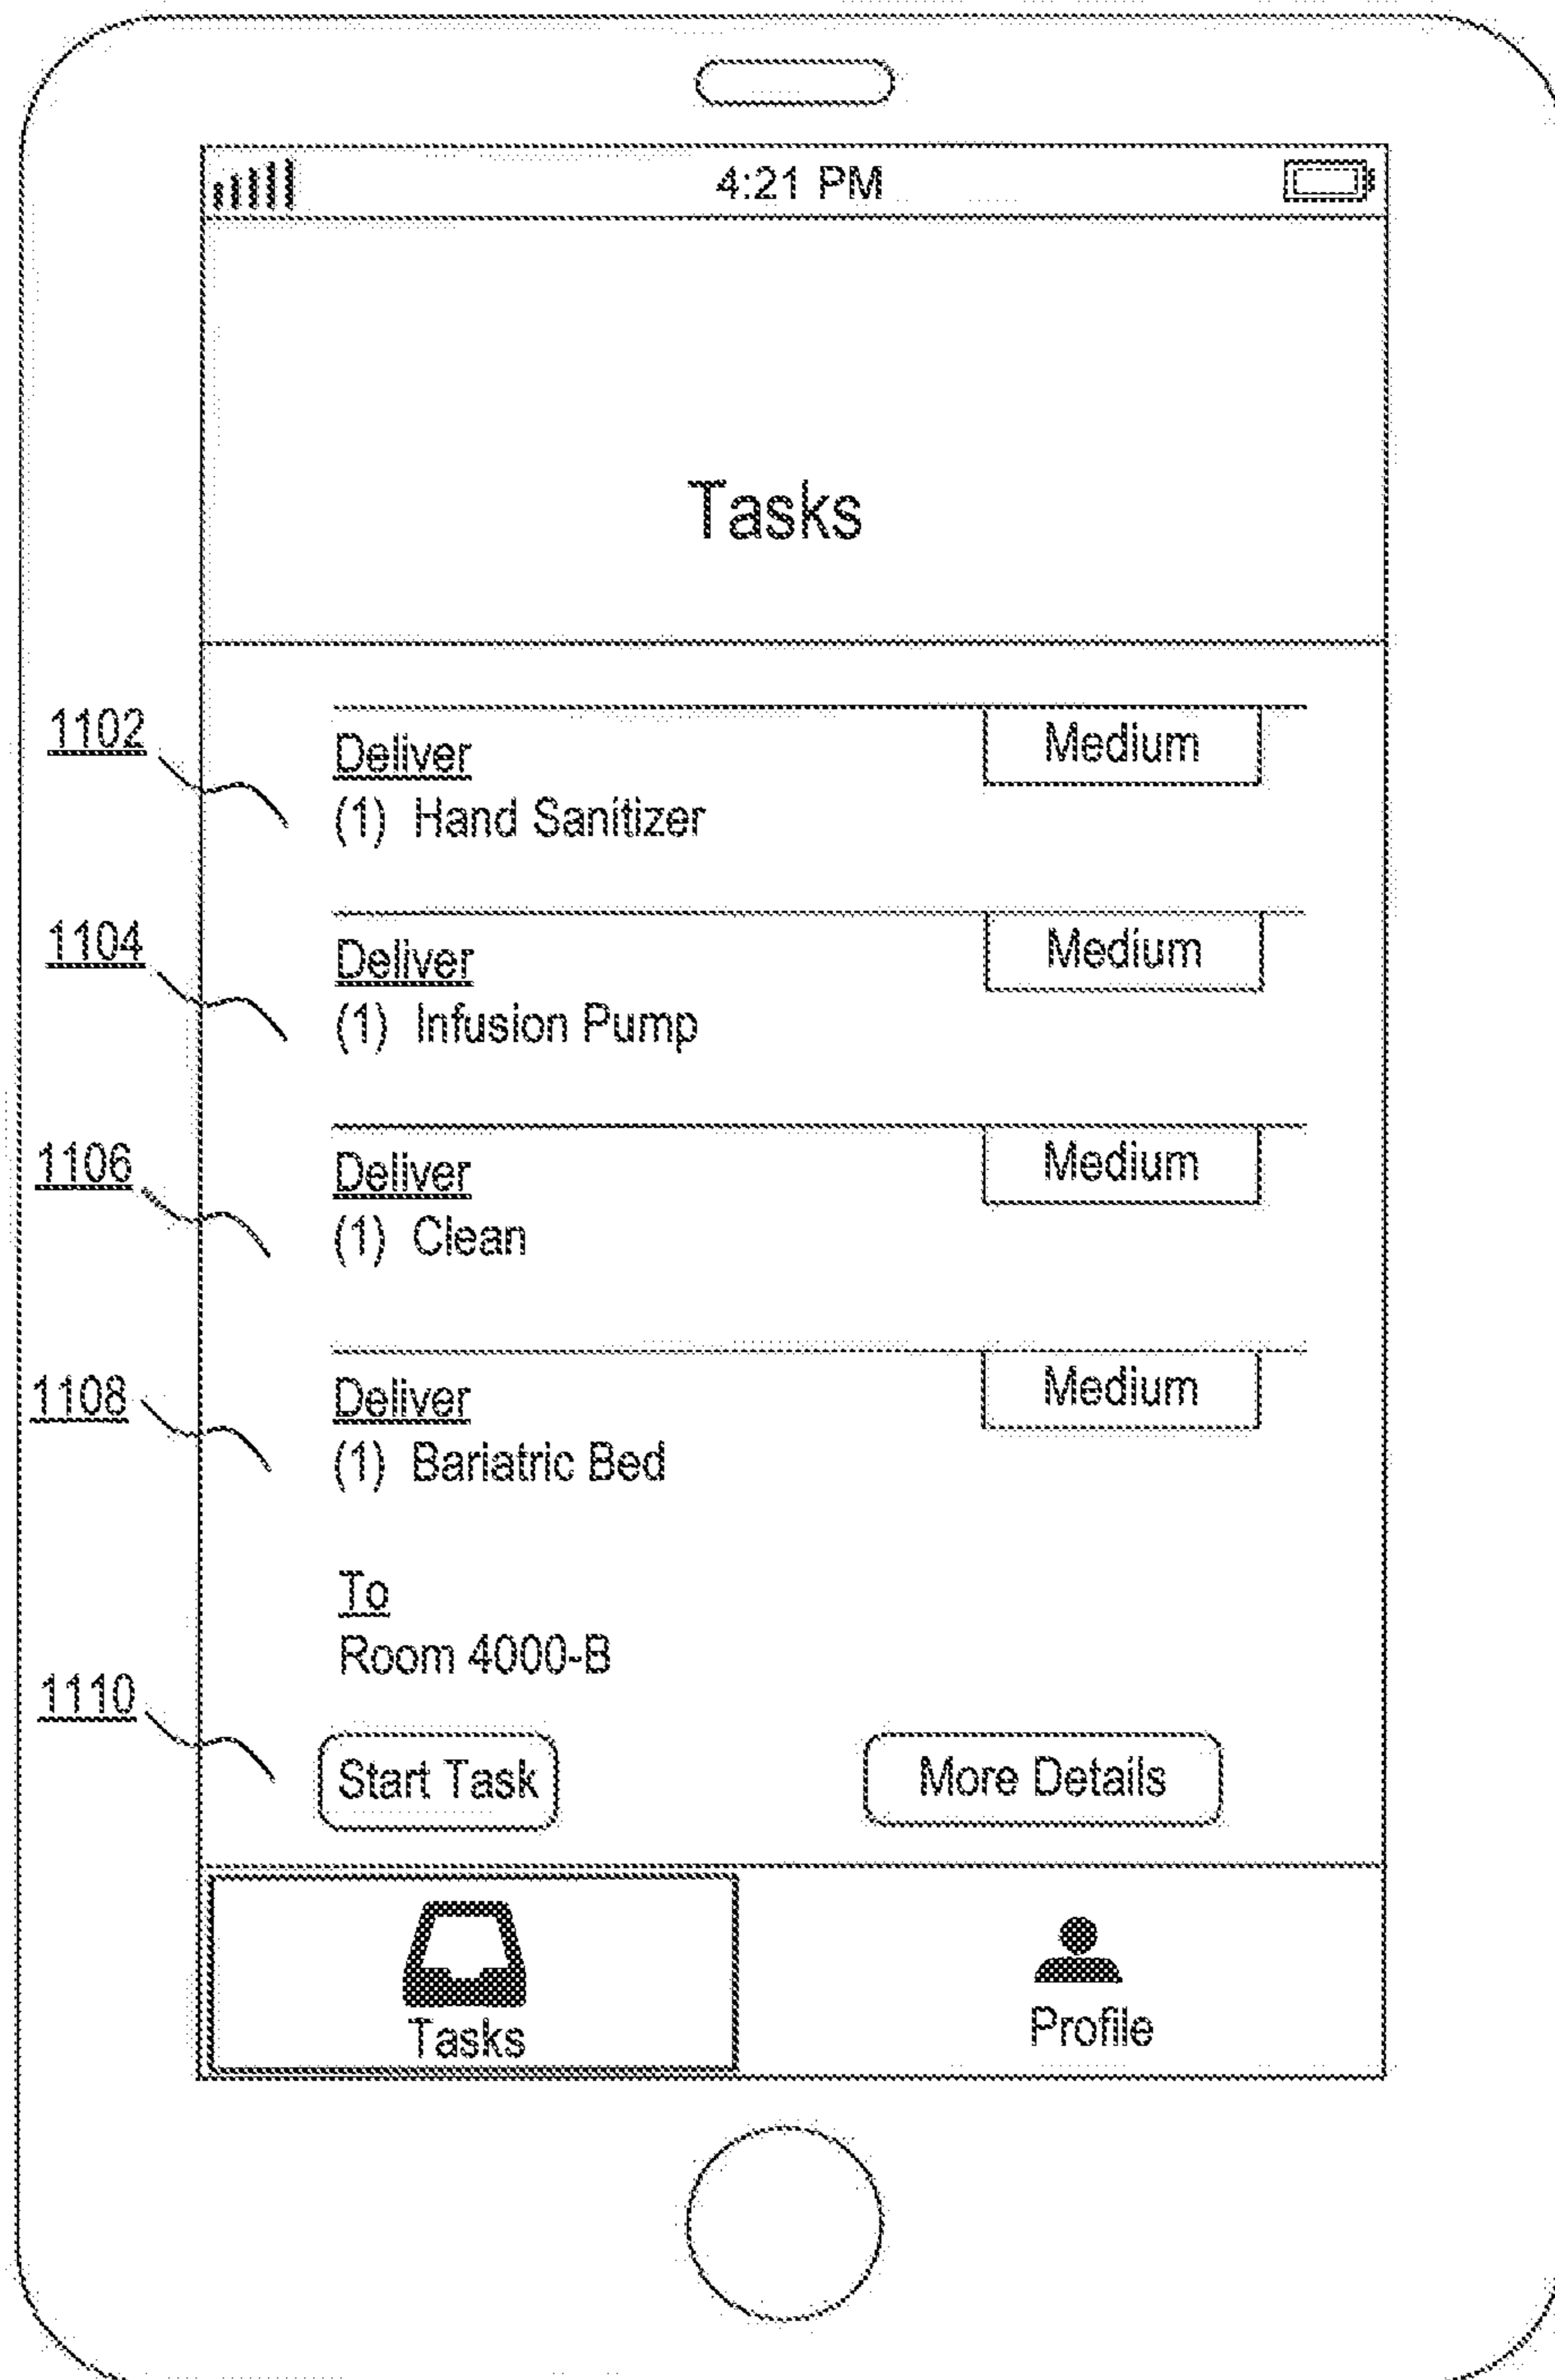 4:21 PM
Tasks
1102
Deliver
Medium
(1) Hand Sanitizer
1104
Deliver
Medium
(1) Infusion Pump
1106
Deliver
Medium
(1) Clean
1108
Deliver
Medium
(1) Bariatric Bed
To
Room 4000-B
1110
Start Task
More Details
Tasks
Profile